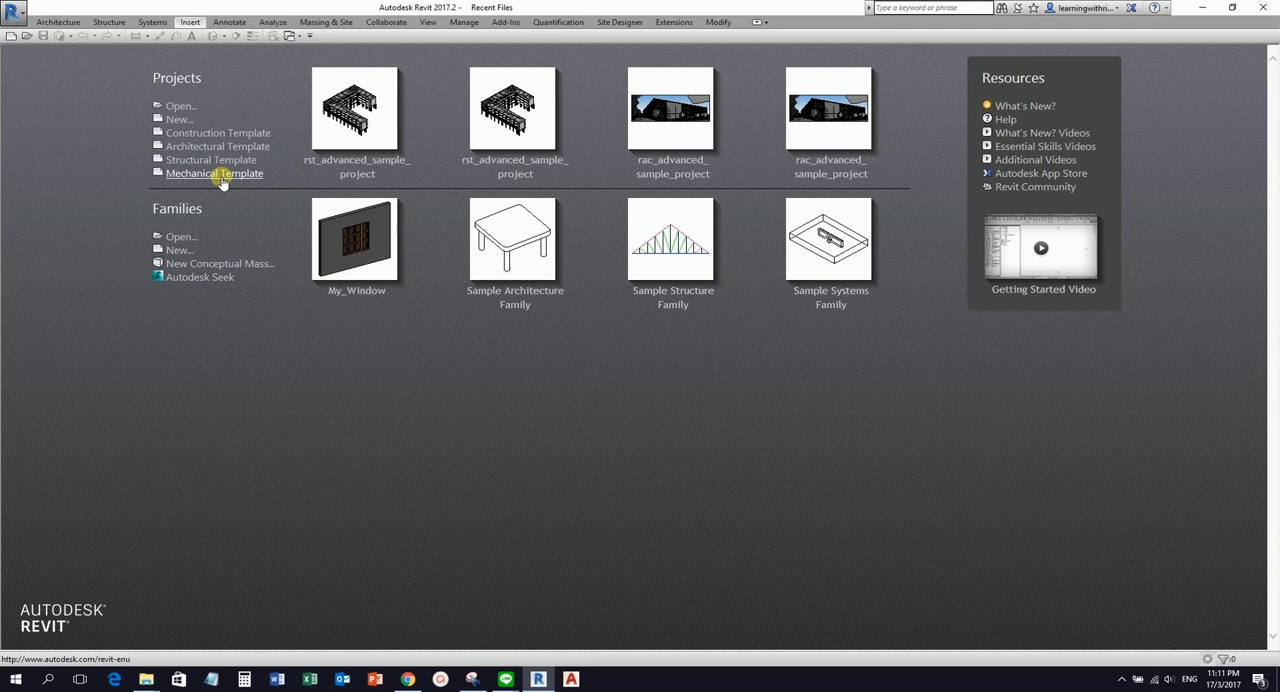 Autodesk Revit 2017.2 - Recent Files
Type a keyword or phrase
learningwithri...
Architecture Structure Systems Insert Annotate Analyze Massing & Site Collaborate View Manage Add-Ins Quantification Site Designer Extensions Modify
Projects
Open...
New...
Construction Template
Architectural Template
Structural Template
Mechanical Template
rst_advanced_sample_
project
rst_advanced_sample_
project
rac_advanced_
sample_project
rac_advanced_
sample_project
Families
Open...
New...
New Conceptual Mass...
Autodesk Seek
My_Window
Sample Architecture
Family
Sample Structure
Family
Sample Systems
Family
Resources
What's New?
Help
What's New? Videos
Essential Skills Videos
Additional Videos
Autodesk App Store
Revit Community
Getting Started Video
AUTODESK®
REVIT®
http://www.autodesk.com/revit-enu
:0
ENG
11:11 PM
17/3/2017